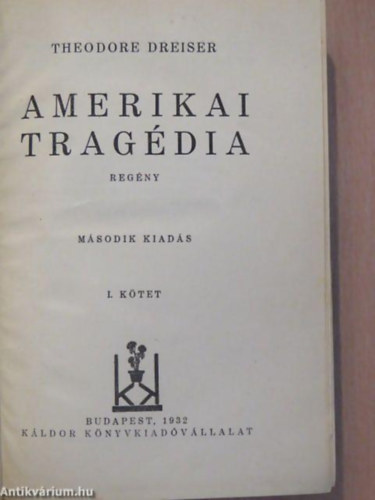 THEODORE DREISER
AMERIKAI
TRAGÉDIA
REGÉNY
MÁSODIK KIADÁS
I. KÖTET
BUDAPEST, 1932
KÁLDOR KÖNYVKIADÓVÁLLALAT
Antikvárium.hu